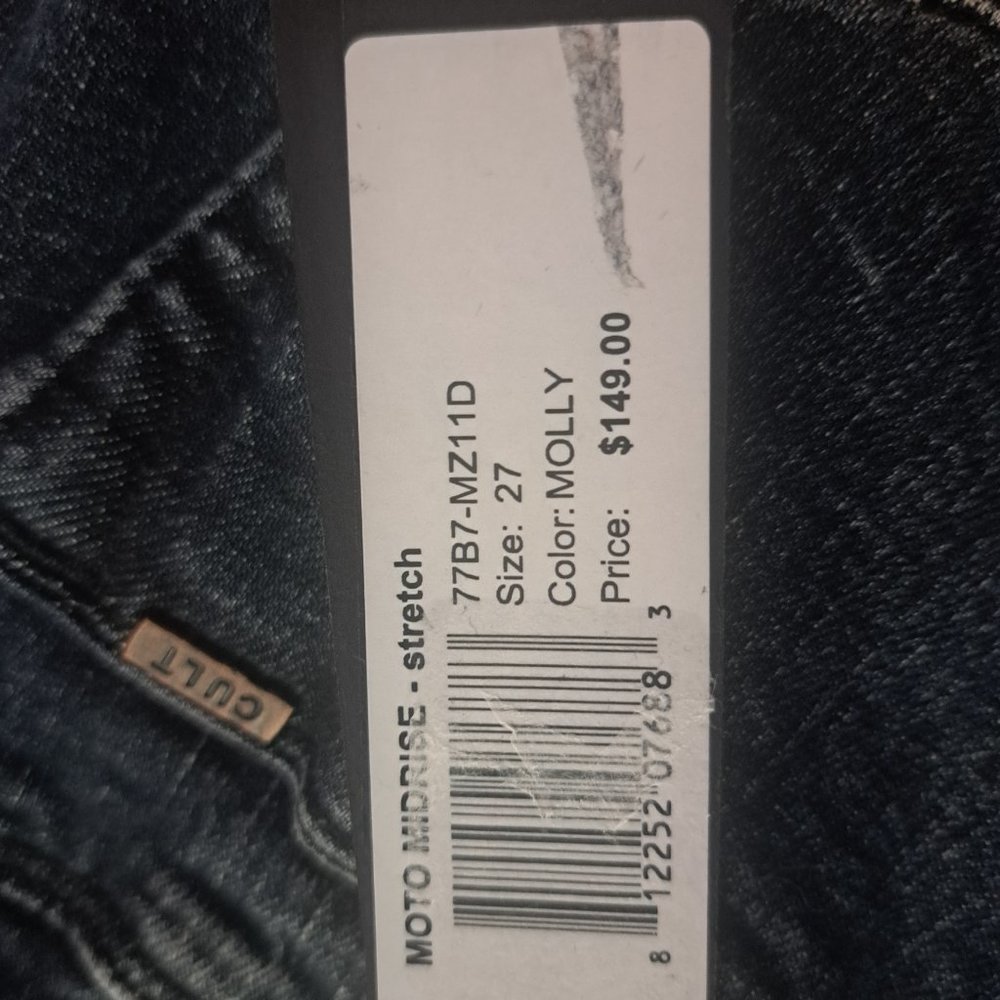 MOTO MIDRISE - stretch
77B7-MZ11D
Size: 27
Color: MOLLY
Price: $149.00
8 12252 07688 3
CULT